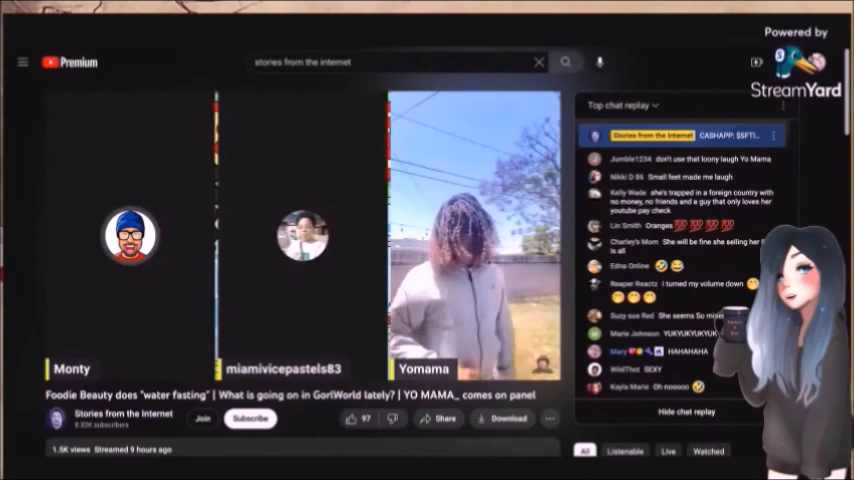 Powered by
StreamYard
Premium
stories from the internet
Top chat replay
Stories from the Internet CASHAPP: $SFTI...
Jumble1234 don't use that loony laugh Yo Mama
Nikki D 86 Small feet made me laugh
Kelly Wade she's trapped in a foreign country with
no money, no friends and a guy that only loves her
youtube pay check
Lin Smith Oranges 💯 💯 💯 💯
Charley's Mom She will be fine she selling her
is all
Edna Online 🤣 😂
Reaper Reactz I turned my volume down
Suzy sue Red She seems So
Marie Johnson YUKYUKYUKYUK
Mary HAHAHAHA
WildThot SEXY
Kayla Marie Oh nooooo 🤣
Hide chat replay
Monty
miamivicepastels83
Yomama
Foodie Beauty does "water fasting" | What is going on in GorlWorld lately? | YO MAMA_ comes on panel
Stories from the Internet
8.32K subscribers
Join
Subscribe
97
Share
Download
1.5K views Streamed 9 hours ago
All
Listenable
Live
Watched